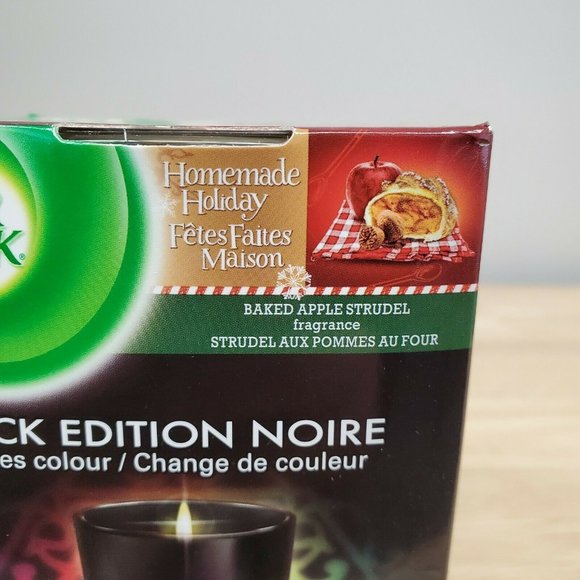 Homemade
Holiday
Fêtes Faites
Maison
BAKED APPLE STRUDEL
fragrance
STRUDEL AUX POMMES AU FOUR
CK EDITION NOIRE
es colour / Change de couleur